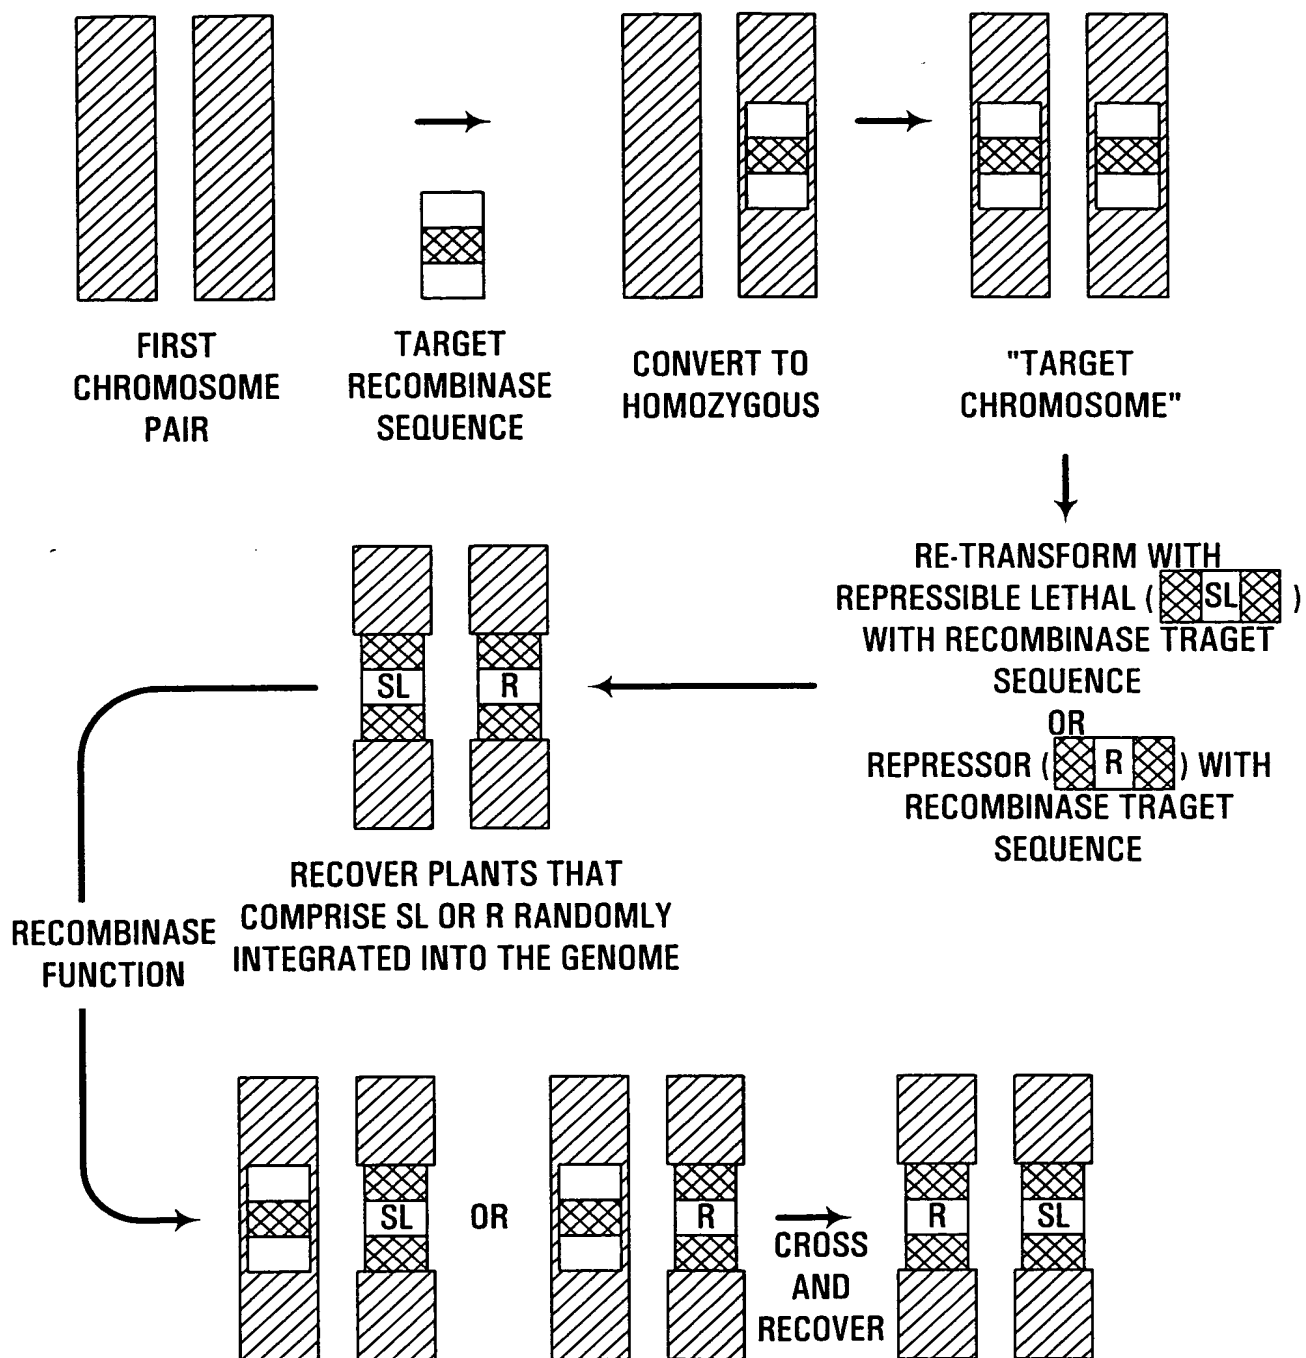 FIRST
CHROMOSOME
PAIR
TARGET
RECOMBINASE
SEQUENCE
CONVERT TO
HOMOZYGOUS
"TARGET
CHROMOSOME"
RE-TRANSFORM WITH
REPRESSIBLE LETHAL ( SL )
WITH RECOMBINASE TRAGET
SEQUENCE
OR
REPRESSOR ( R ) WITH
RECOMBINASE TRAGET
SEQUENCE
SL R
RECOVER PLANTS THAT
COMPRISE SL OR R RANDOMLY
INTEGRATED INTO THE GENOME
RECOMBINASE
FUNCTION
SL OR R
CROSS
AND
RECOVER
R SL